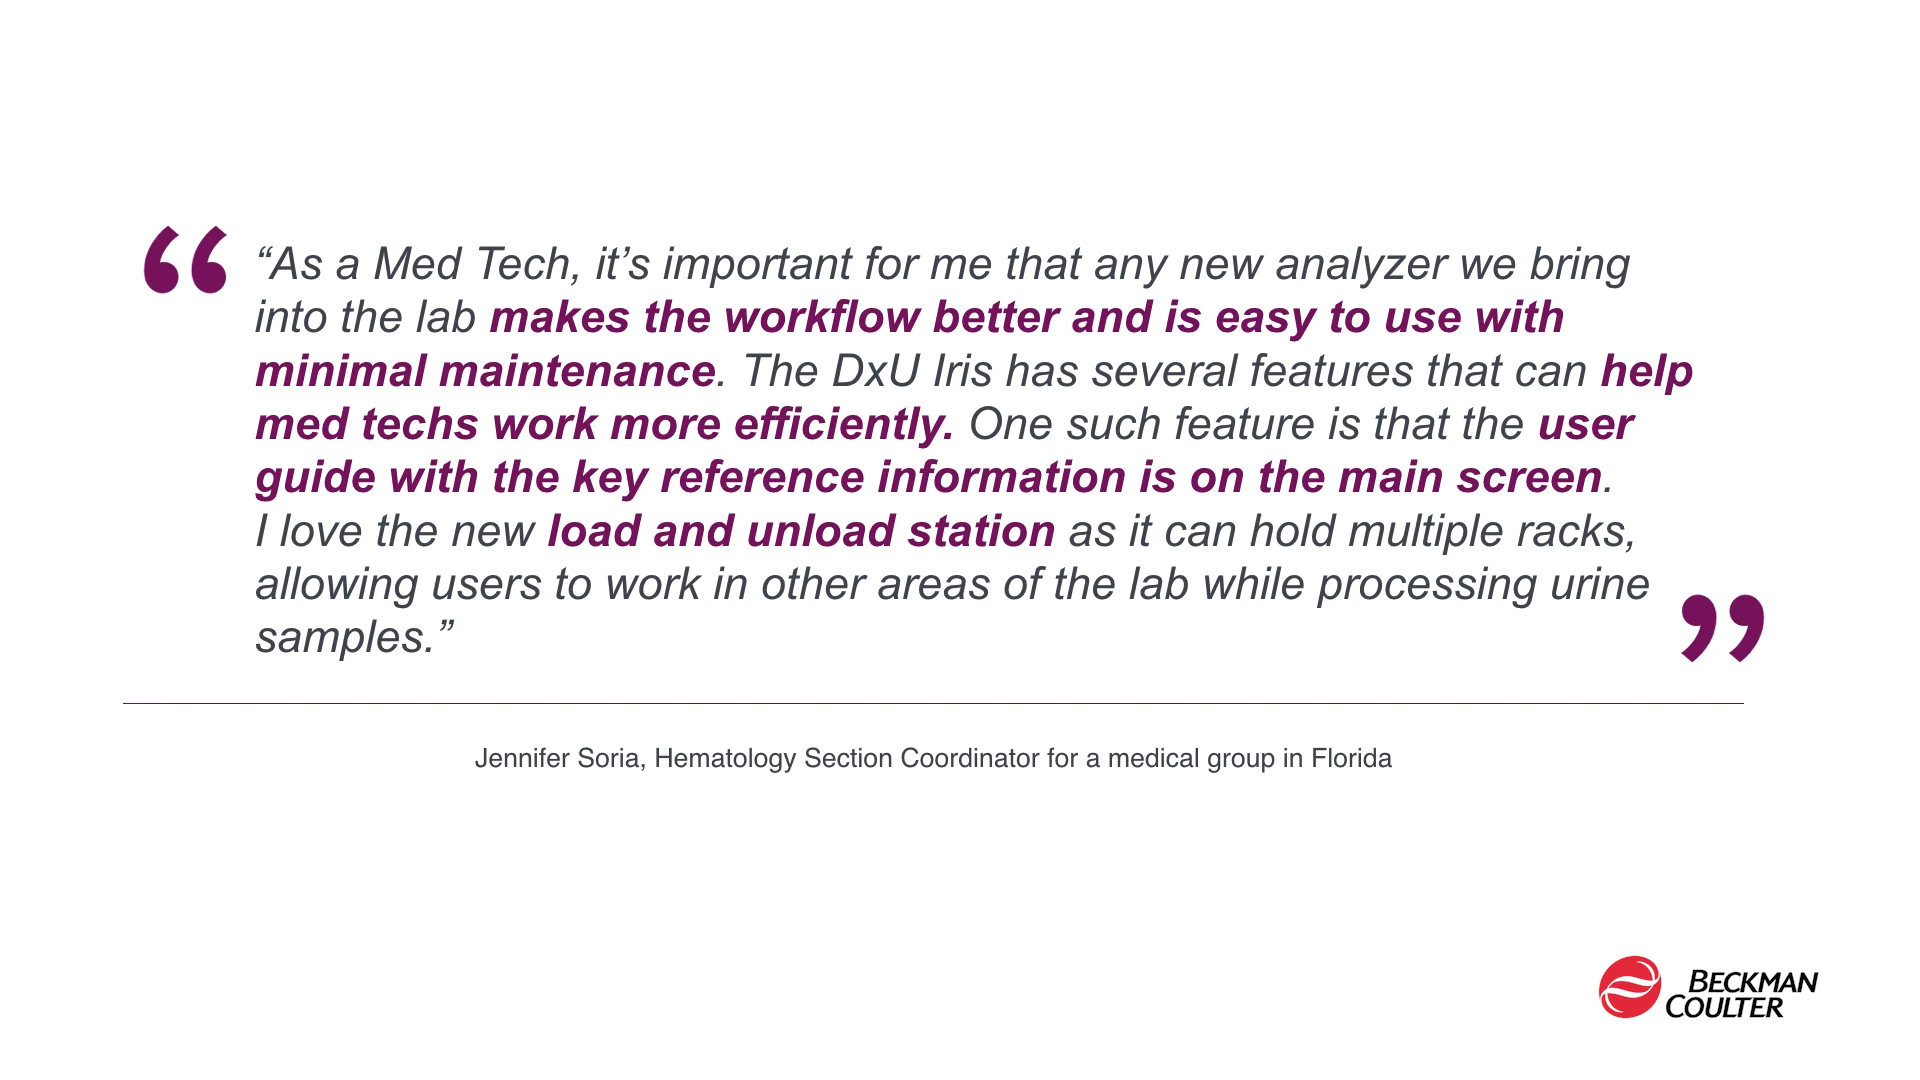 “As a Med Tech, it’s important for me that any new analyzer we bring
into the lab makes the workflow better and is easy to use with
minimal maintenance. The DxU Iris has several features that can help
med techs work more efficiently. One such feature is that the user
guide with the key reference information is on the main screen.
I love the new load and unload station as it can hold multiple racks,
allowing users to work in other areas of the lab while processing urine
samples.”
Jennifer Soria, Hematology Section Coordinator for a medical group in Florida
BECKMAN
COULTER